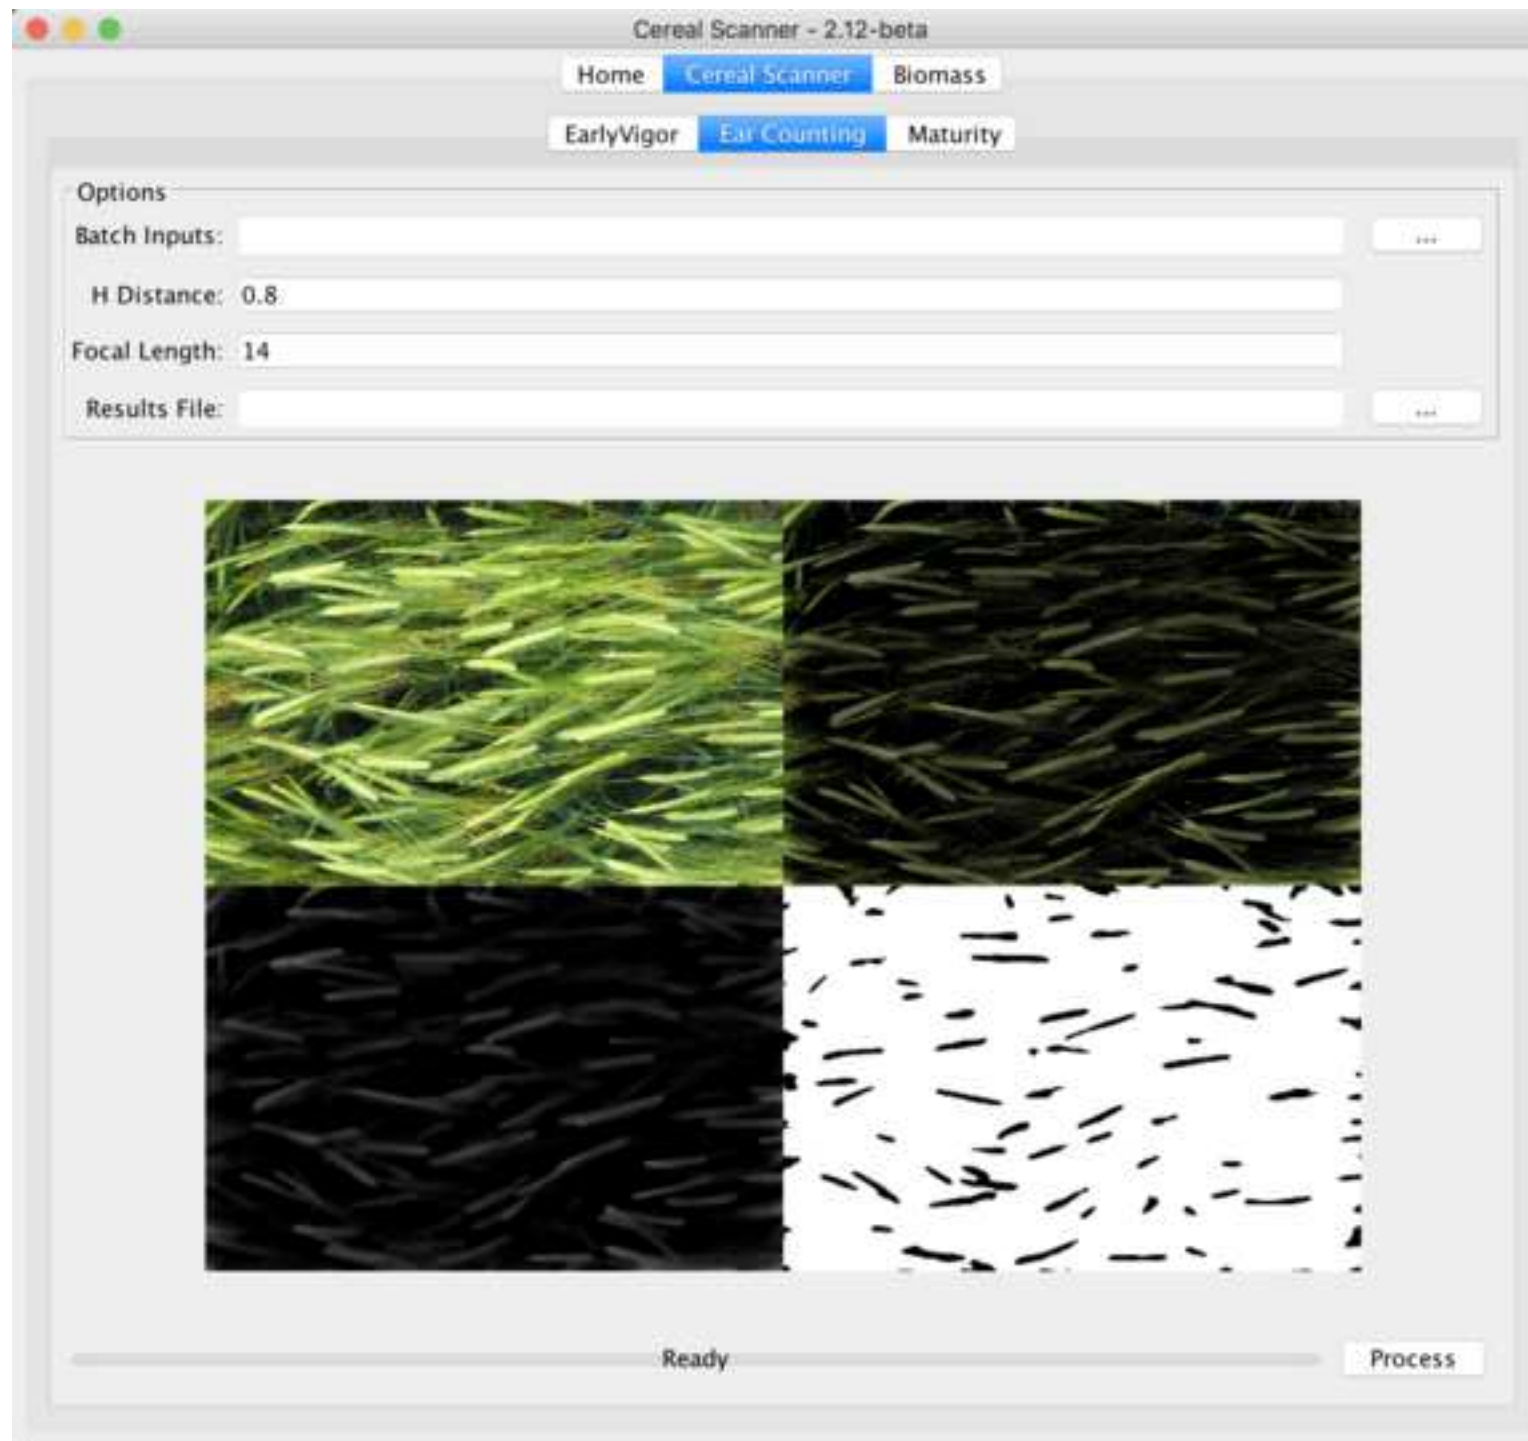 Cereal Scanner - 2.12-beta
Home Cereal Scanner Biomass
EarlyVigor Ear Counting Maturity
Options
Batch Inputs: ...
H Distance: 0.8
Focal Length: 14
Results File: ...
Ready Process